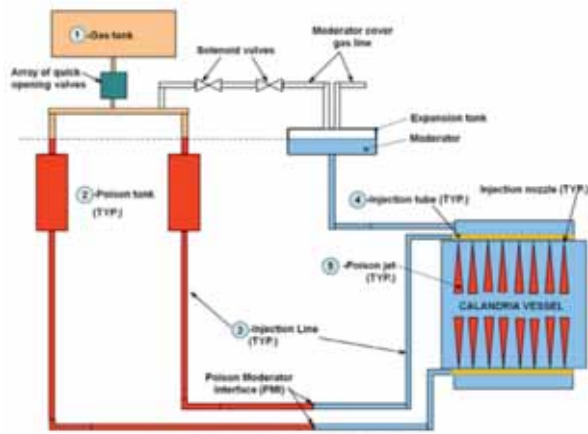 1 -Gas tank
Array of quick
opening valves
Solenoid valves
Moderator cover
gas line
Expansion tank
Moderator
2 -Poison tank
(TYP.)
4 -Injection tube (TYP.)
Injection nozzle (TYP.)
5 -Poison jet
(TYP.)
CALANDRIA VESSEL
3 -Injection Line
(TYP.)
Poison Moderator
interface (PMI)